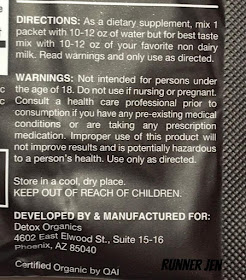 DIRECTIONS: As a dietary supplement, mix 1
packet with 10-12 oz of water but for best taste
mix with 10-12 oz of your favorite non dairy
milk. Read warnings and only use as directed.
WARNINGS: Not intended for persons under
the age of 18. Do not use if nursing or pregnant.
Consult a health care professional prior to
consumption if you have any pre-existing medical
conditions or are taking any prescription
medication. Improper use of this product will
not improve results and is potentially hazardous
to a person's health. Use only as directed.
Store in a cool, dry place.
KEEP OUT OF REACH OF CHILDREN.
DEVELOPED BY & MANUFACTURED FOR:
Detox Organics
4602 East Elwood St., Suite 15-16
Phoenix, AZ 85040
Certified Organic by QAI
RUNNER JEN